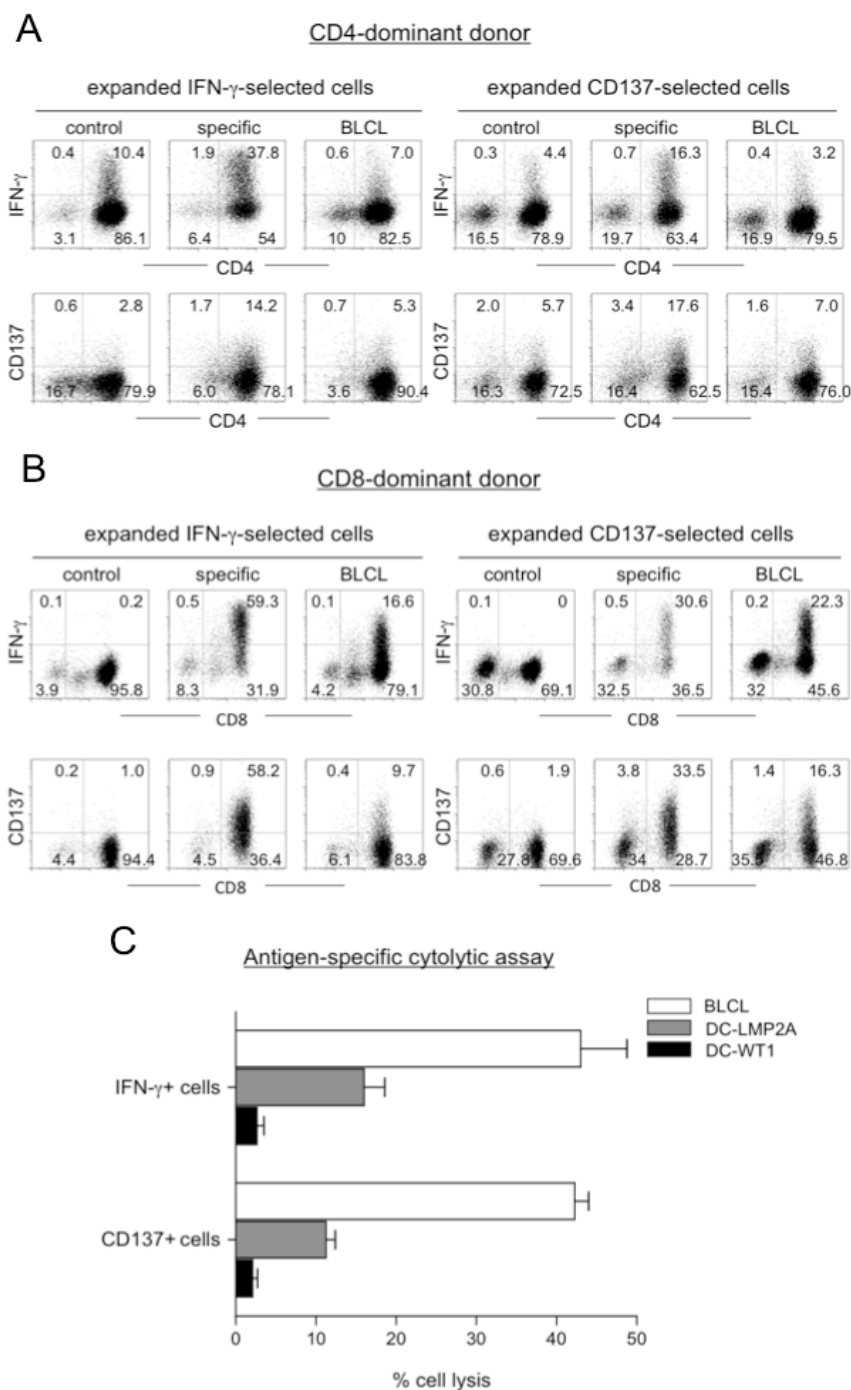 A
CD4-dominant donor
expanded IFN-γ-selected cells expanded CD137-selected cells
control specific BLCL control specific BLCL
IFN-γ 0.4 10.4 1.9 37.8 0.6 7.0 IFN-γ 0.3 4.4 0.7 16.3 0.4 3.2
3.1 86.1 6.4 54 10 82.5 16.5 78.9 19.7 63.4 16.9 79.5
CD4 CD4
CD137 0.6 2.8 1.7 14.2 0.7 5.3 CD137 2.0 5.7 3.4 17.6 1.6 7.0
16.7 79.9 6.0 78.1 3.6 90.4 16.3 72.5 16.4 62.5 15.4 76.0
CD4 CD4
B
CD8-dominant donor
expanded IFN-γ-selected cells expanded CD137-selected cells
control specific BLCL control specific BLCL
IFN-γ 0.1 0.2 0.5 59.3 0.1 16.6 IFN-γ 0.1 0 0.5 30.6 0.2 22.3
3.9 95.8 8.3 31.9 4.2 79.1 30.8 69.1 32.5 36.5 32 45.6
CD8 CD8
CD137 0.2 1.0 0.9 58.2 0.4 9.7 CD137 0.6 1.9 3.8 33.5 1.4 16.3
4.4 94.4 4.5 36.4 6.1 83.8 27.8 69.6 34 28.7 46.8
CD8 CD8
C
Antigen-specific cytolytic assay
BLCL
DC-LMP2A
DC-WT1
IFN-γ+ cells
CD137+ cells
0 10 20 30 40 50
% cell lysis